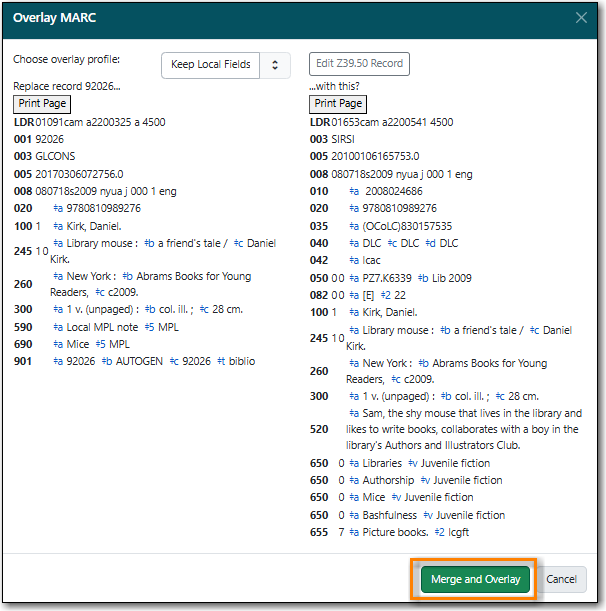 Overlay MARC
Choose overlay profile:
Keep Local Fields
Replace record 92026...
Print Page
LDR 01091cam a2200325 a 4500
001 92026
003 GLCONS
005 20170306072756.0
008 080718s2009 nyua j 000 1 eng
020 ‡a 9780810989276
100 1 ‡a Kirk, Daniel.
245 1 0 ‡a Library mouse : ‡b a friend's tale / ‡c Daniel
Kirk.
260 ‡a New York : ‡b Abrams Books for Young
Readers, ‡c c2009.
300 ‡a 1 v. (unpaged) : ‡b col. ill. ; ‡c 28 cm.
590 ‡a Local MPL note ‡5 MPL
690 ‡a Mice ‡5 MPL
901 ‡a 92026 ‡b AUTOGEN ‡c 92026 ‡t biblio
Edit Z39.50 Record
...with this?
Print Page
LDR 01653cam a2200541 4500
003 SIRSI
005 20100106165753.0
008 080718s2009 nyua j 000 1 eng
010 ‡a 2008024686
020 ‡a 9780810989276
035 ‡a (OCoLC)830157535
040 ‡a DLC ‡c DLC ‡d DLC
042 ‡a lcac
050 0 0 ‡a PZ7.K6339 ‡b Lib 2009
082 0 0 ‡a [E] ‡2 22
100 1 ‡a Kirk, Daniel.
245 1 0 ‡a Library mouse : ‡b a friend's tale / ‡c Daniel
Kirk.
260 ‡a New York : ‡b Abrams Books for Young
Readers, ‡c c2009.
300 ‡a 1 v. (unpaged) : ‡b col. ill. ; ‡c 28 cm.
520 ‡a Sam, the shy mouse that lives in the library and
likes to write books, collaborates with a boy in the
library's Authors and Illustrators Club.
650 0 ‡a Libraries ‡v Juvenile fiction
650 0 ‡a Authorship ‡v Juvenile fiction
650 0 ‡a Mice ‡v Juvenile fiction
650 0 ‡a Bashfulness ‡v Juvenile fiction
655 7 ‡a Picture books. ‡2 lcgft
Merge and Overlay
Cancel